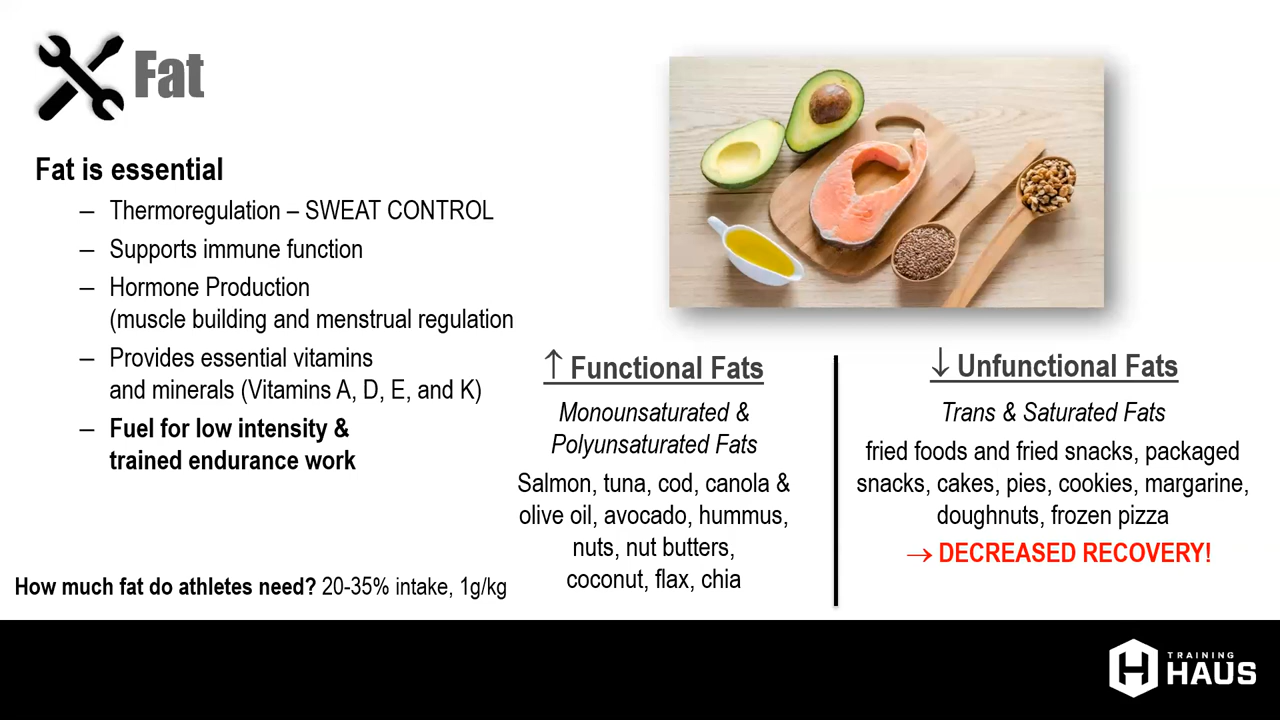 Fat
Fat is essential
– Thermoregulation – SWEAT CONTROL
– Supports immune function
– Hormone Production
(muscle building and menstrual regulation
– Provides essential vitamins
and minerals (Vitamins A, D, E, and K)
– Fuel for low intensity &
trained endurance work
How much fat do athletes need? 20-35% intake, 1g/kg
↑ Functional Fats
Monounsaturated &
Polyunsaturated Fats
Salmon, tuna, cod, canola &
olive oil, avocado, hummus,
nuts, nut butters,
coconut, flax, chia
↓ Unfunctional Fats
Trans & Saturated Fats
fried foods and fried snacks, packaged
snacks, cakes, pies, cookies, margarine,
doughnuts, frozen pizza
→ DECREASED RECOVERY!
TRAINING
HAUS